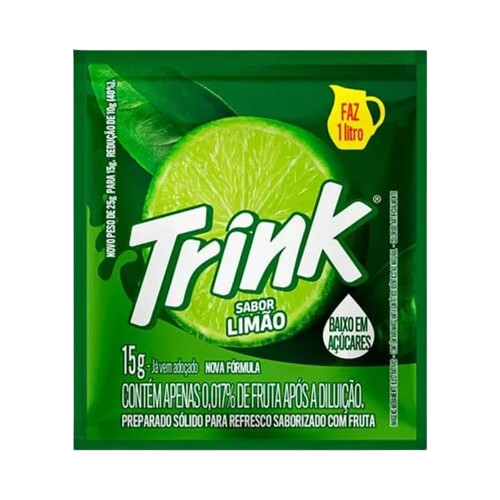 NOVO PESO DE 25g PARA 15g. REDUÇÃO DE 10g (40%).
FAZ
1 litro
Trink®
SABOR
LIMÃO
BAIXO EM
AÇÚCARES
15g - Já vem adoçado NOVA FÓRMULA
CONTÉM APENAS 0,017% DE FRUTA APÓS A DILUIÇÃO.
PREPARADO SÓLIDO PARA REFRESCO SABORIZADO COM FRUTA